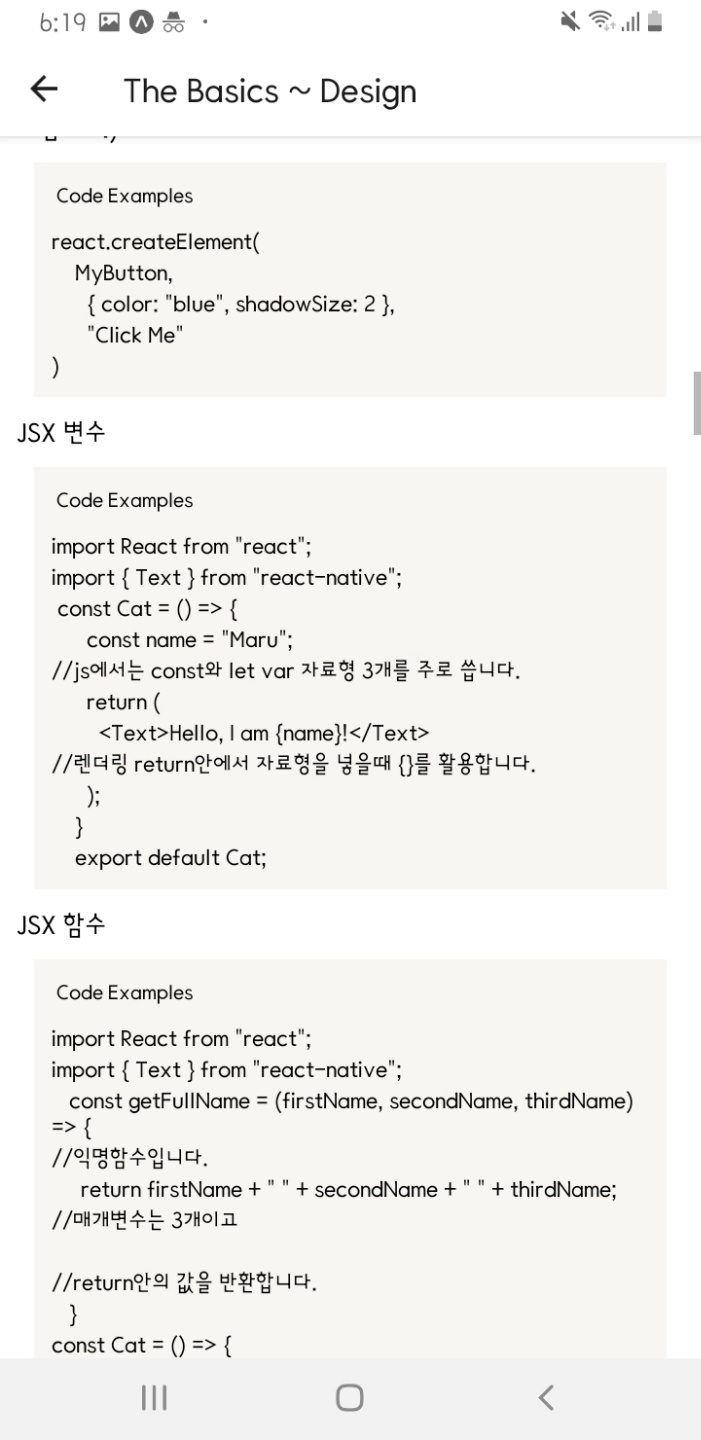 6:19
The Basics ~ Design
Code Examples
react.createElement(
MyButton,
{ color: "blue", shadowSize: 2 },
"Click Me"
)
JSX 변수
Code Examples
import React from "react";
import { Text } from "react-native";
const Cat = () => {
const name = "Maru";
//js에서는 const와 let var 자료형 3개를 주로 씁니다.
return (
<Text>Hello, I am {name}!</Text>
//렌더링 return안에서 자료형을 넣을때 {}를 활용합니다.
);
}
export default Cat;
JSX 함수
Code Examples
import React from "react";
import { Text } from "react-native";
const getFullName = (firstName, secondName, thirdName)
=> {
//익명함수입니다.
return firstName + " " + secondName + " " + thirdName;
//매개변수는 3개이고
//return안의 값을 반환합니다.
}
const Cat = () => {